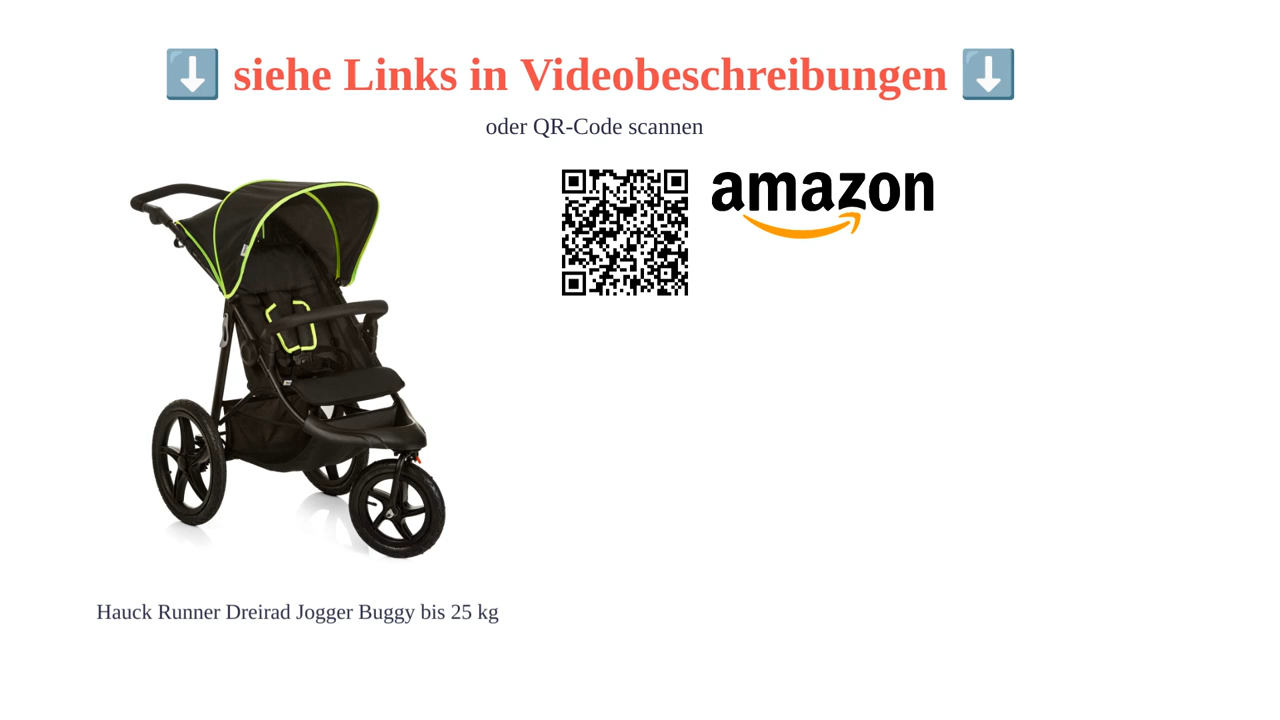 ⬇️ siehe Links in Videobeschreibungen ⬇️
oder QR-Code scannen
amazon
Hauck Runner Dreirad Jogger Buggy bis 25 kg